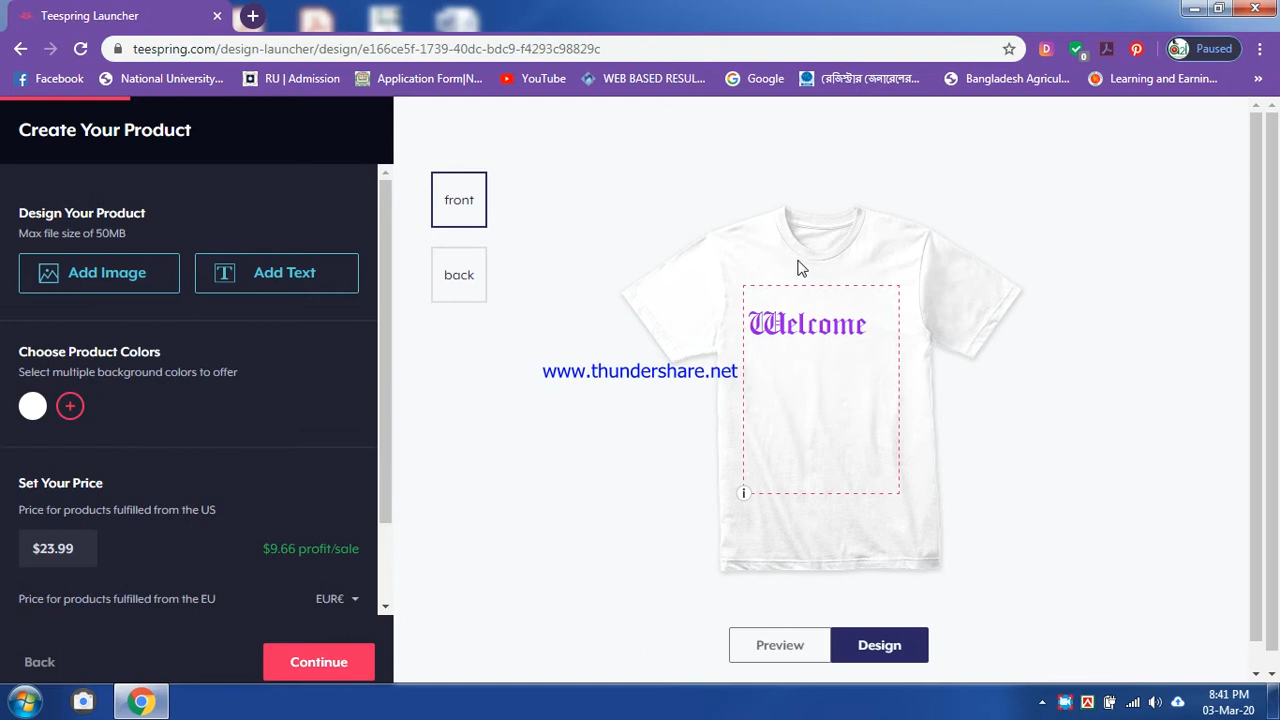 Teespring Launcher
teespring.com/design-launcher/design/e166ce5f-1739-40dc-bdc9-f4293c98829c
Paused
Facebook
National University...
RU | Admission
Application Form|N...
YouTube
WEB BASED RESUL...
Google
(রেজিস্টার জেনারেলের...
Bangladesh Agricul...
Learning and Earnin...
Create Your Product
Design Your Product
Max file size of 50MB
Add Image
Add Text
Choose Product Colors
Select multiple background colors to offer
Set Your Price
Price for products fulfilled from the US
$23.99
$9.66 profit/sale
Price for products fulfilled from the EU
EUR€
Back
Continue
front
back
Welcome
www.thundershare.net
Preview
Design
8:41 PM
03-Mar-20